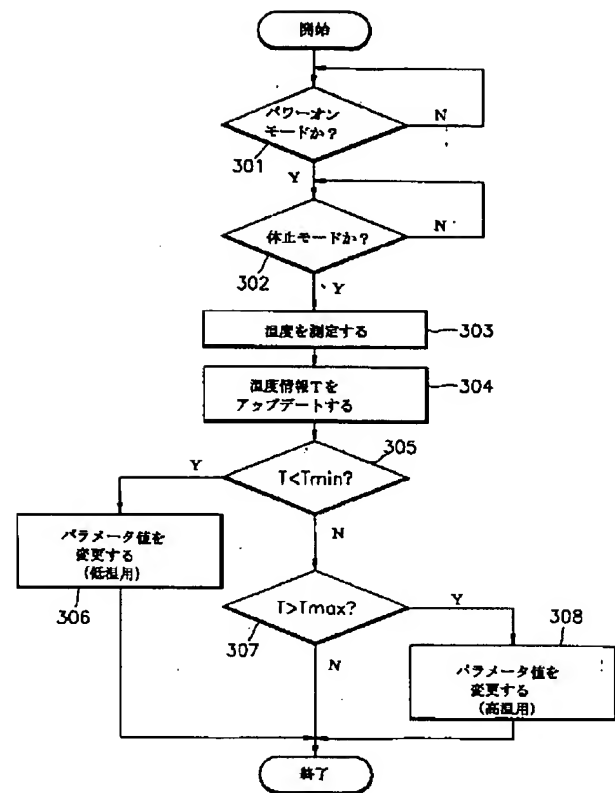 開始
パワーオン
モードか?
N
301
Y
休止モードか?
N
302
Y
温度を測定する
303
温度情報Tを
アップデートする
304
305
T<Tmin?
Y
N
パラメータ値を
変更する
(低温用)
306
T>Tmax?
Y
307
N
308
パラメータ値を
変更する
(高温用)
終了